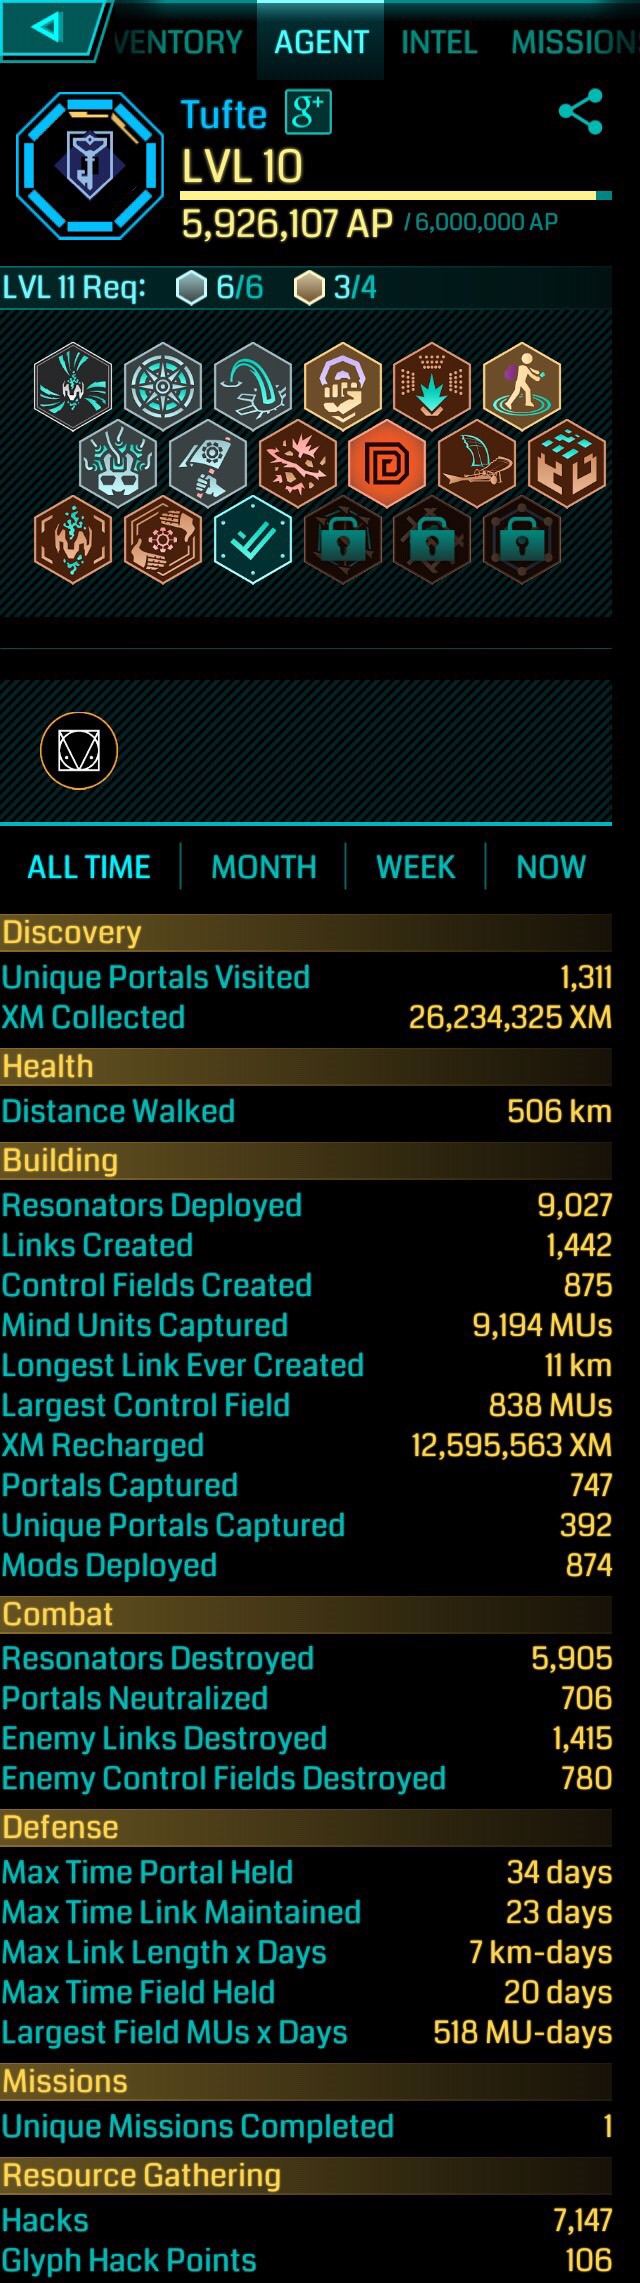 VENTORY AGENT INTEL MISSION
Tufte g+
LVL 10
5,926,107 AP / 6,000,000 AP
LVL 11 Req: 6/6 3/4
ALL TIME MONTH WEEK NOW
Discovery
Unique Portals Visited 1,311
XM Collected 26,234,325 XM
Health
Distance Walked 506 km
Building
Resonators Deployed 9,027
Links Created 1,442
Control Fields Created 875
Mind Units Captured 9,194 MUs
Longest Link Ever Created 11 km
Largest Control Field 838 MUs
XM Recharged 12,595,563 XM
Portals Captured 747
Unique Portals Captured 392
Mods Deployed 874
Combat
Resonators Destroyed 5,905
Portals Neutralized 706
Enemy Links Destroyed 1,415
Enemy Control Fields Destroyed 780
Defense
Max Time Portal Held 34 days
Max Time Link Maintained 23 days
Max Link Length x Days 7 km-days
Max Time Field Held 20 days
Largest Field MUs x Days 518 MU-days
Missions
Unique Missions Completed 1
Resource Gathering
Hacks 7,147
Glyph Hack Points 106